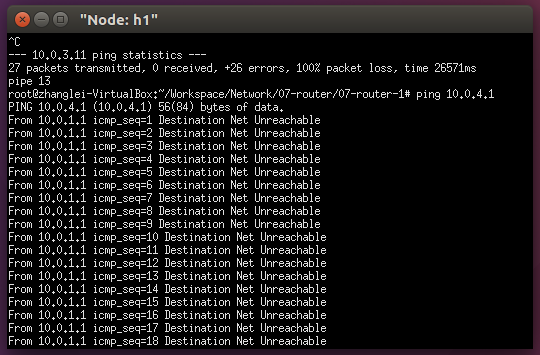 "Node: h1"
^C
--- 10.0.3.11 ping statistics ---
27 packets transmitted, 0 received, +26 errors, 100% packet loss, time 26571ms
pipe 13
root@zhanglei-VirtualBox:~/Workspace/Network/07-router/07-router-1# ping 10.0.4.1
PING 10.0.4.1 (10.0.4.1) 56(84) bytes of data.
From 10.0.1.1 icmp_seq=1 Destination Net Unreachable
From 10.0.1.1 icmp_seq=2 Destination Net Unreachable
From 10.0.1.1 icmp_seq=3 Destination Net Unreachable
From 10.0.1.1 icmp_seq=4 Destination Net Unreachable
From 10.0.1.1 icmp_seq=5 Destination Net Unreachable
From 10.0.1.1 icmp_seq=6 Destination Net Unreachable
From 10.0.1.1 icmp_seq=7 Destination Net Unreachable
From 10.0.1.1 icmp_seq=8 Destination Net Unreachable
From 10.0.1.1 icmp_seq=9 Destination Net Unreachable
From 10.0.1.1 icmp_seq=10 Destination Net Unreachable
From 10.0.1.1 icmp_seq=11 Destination Net Unreachable
From 10.0.1.1 icmp_seq=12 Destination Net Unreachable
From 10.0.1.1 icmp_seq=13 Destination Net Unreachable
From 10.0.1.1 icmp_seq=14 Destination Net Unreachable
From 10.0.1.1 icmp_seq=15 Destination Net Unreachable
From 10.0.1.1 icmp_seq=16 Destination Net Unreachable
From 10.0.1.1 icmp_seq=17 Destination Net Unreachable
From 10.0.1.1 icmp_seq=18 Destination Net Unreachable